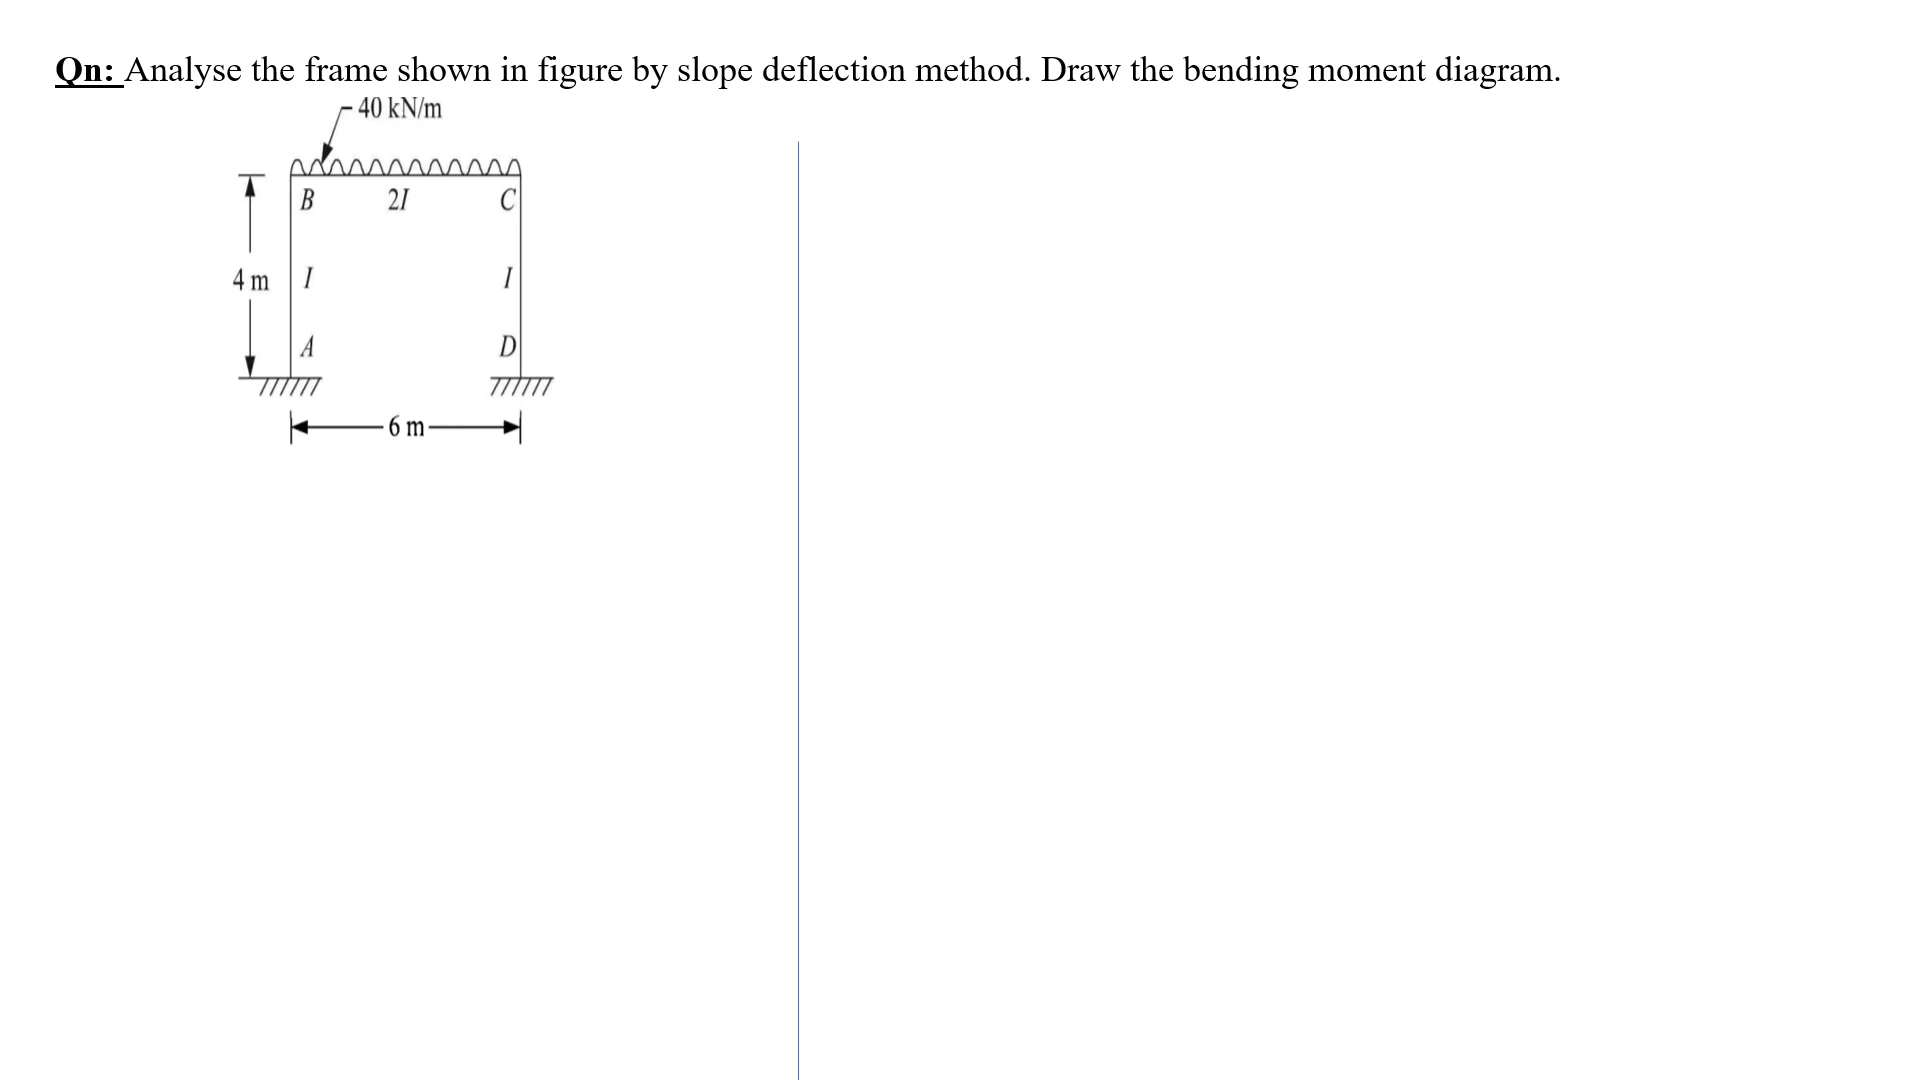 Qn: Analyse the frame shown in figure by slope deflection method. Draw the bending moment diagram.
40 kN/m
B 2I C
4 m I I
A D
6 m